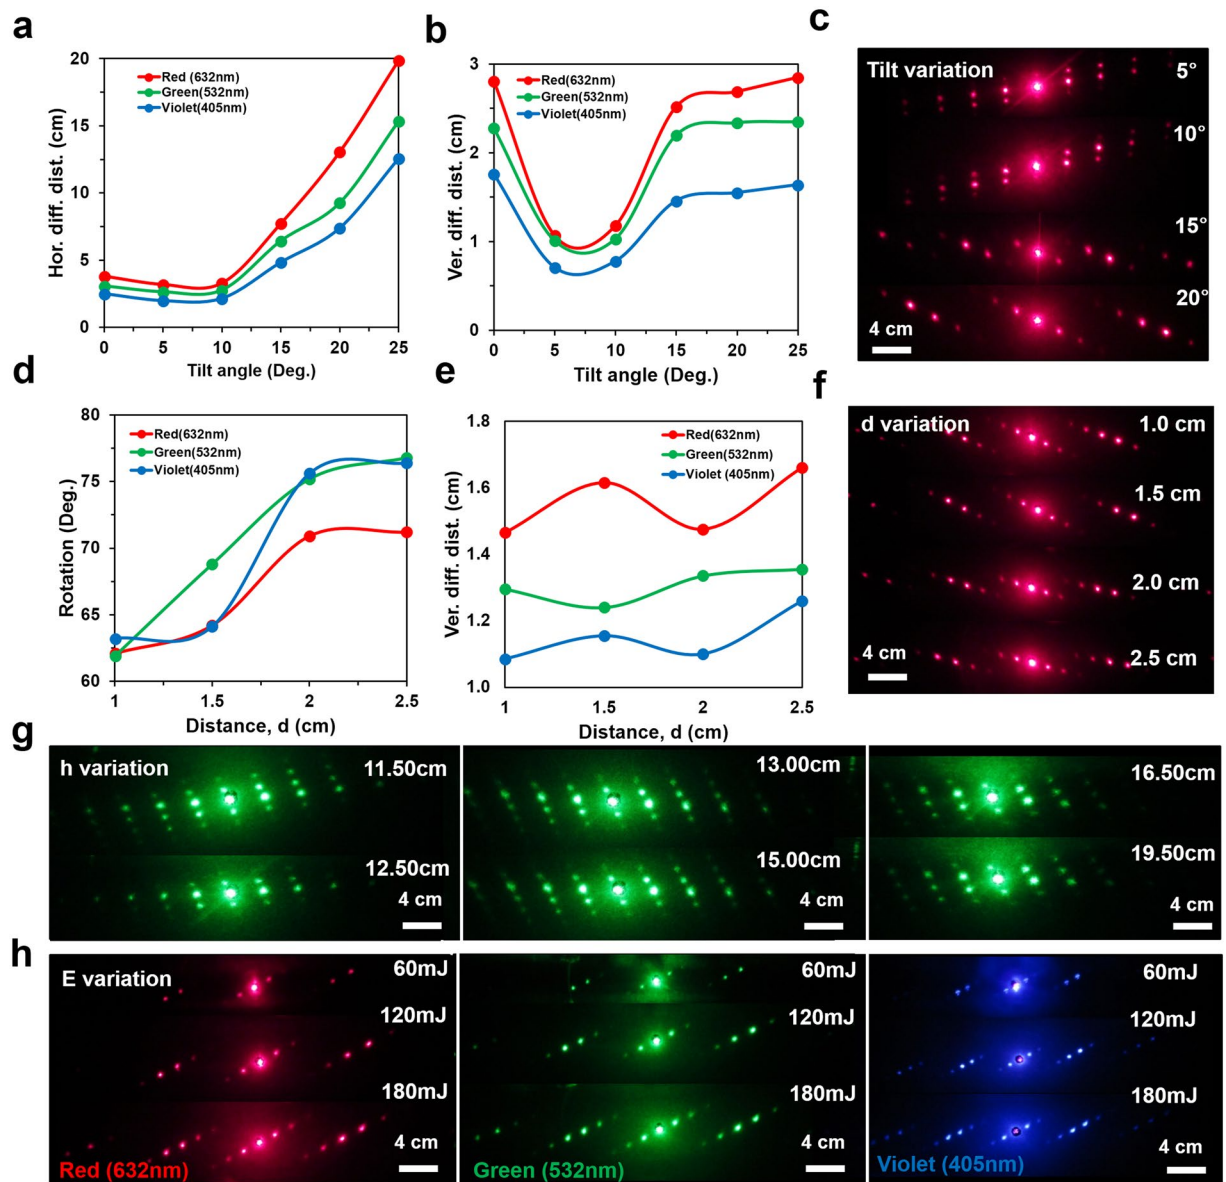 a
20
15
10
5
0
Hor. diff. dist. (cm)
Red (632nm)
Green(532nm)
Violet(405nm)
0 5 10 15 20 25
Tilt angle (Deg.)
b
3
2
1
0
Ver. diff. dist. (cm)
Red(632nm)
Green(532nm)
Violet(405nm)
0 5 10 15 20 25
Tilt angle (Deg.)
c
Tilt variation
5°
10°
15°
20°
4 cm
d
80
75
70
65
60
Rotation (Deg.)
Red(632nm)
Green(532nm)
Violet(405nm)
1 1.5 2 2.5
Distance, d (cm)
e
1.8
1.6
1.4
1.2
1.0
Ver. diff. dist. (cm)
Red(632nm)
Green(532nm)
Violet (405nm)
1 1.5 2 2.5
Distance, d (cm)
f
d variation
1.0 cm
1.5 cm
2.0 cm
2.5 cm
4 cm
g
h variation
11.50cm
12.50cm
4 cm
13.00cm
15.00cm
4 cm
16.50cm
19.50cm
4 cm
h
E variation
60mJ
120mJ
180mJ
4 cm
Red (632nm)
60mJ
120mJ
180mJ
4 cm
Green (532nm)
60mJ
120mJ
180mJ
4 cm
Violet (405nm)